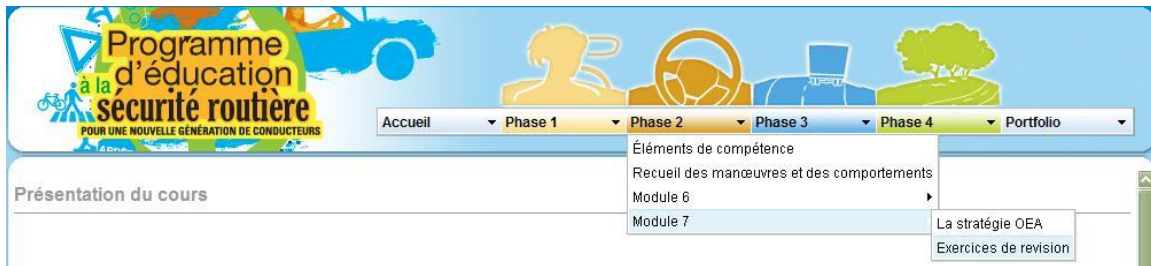 Programme
d'éducation
à la
sécurité routière
POUR UNE NOUVELLE GÉNÉRATION DE CONDUCTEURS
Accueil Phase 1 Phase 2 Phase 3 Phase 4 Portfolio
Éléments de compétence
Recueil des manœuvres et des comportements
Présentation du cours
Module 6
Module 7
La stratégie OEA
Exercices de revision